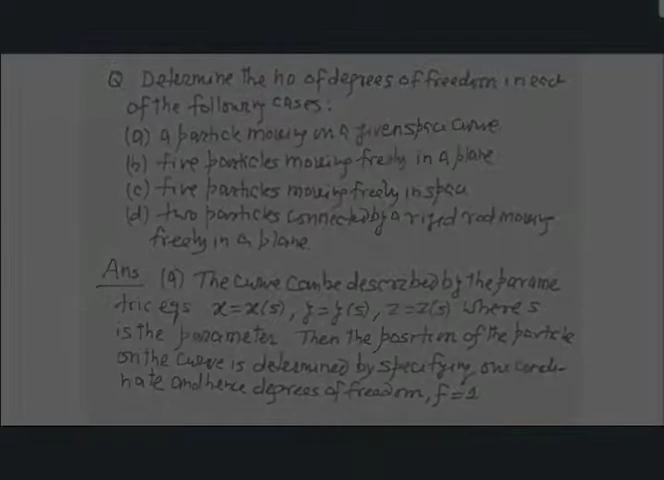 Q Determine the no of degrees of freedom in each
of the following cases:
(a) a particle moving on a given space curve
(b) five particles moving freely in a plane
(c) five particles moving freely in space
(d) two particles connected by a rigid rod moving
freely in a plane
Ans (a) The curve can be described by the parame
tric eqs x=x(s), y=y(s), z=z(s) where s
is the parameter. Then the position of the particle
on the curve is determined by specifying one coordi-
nate and hence degrees of freedom, f=1